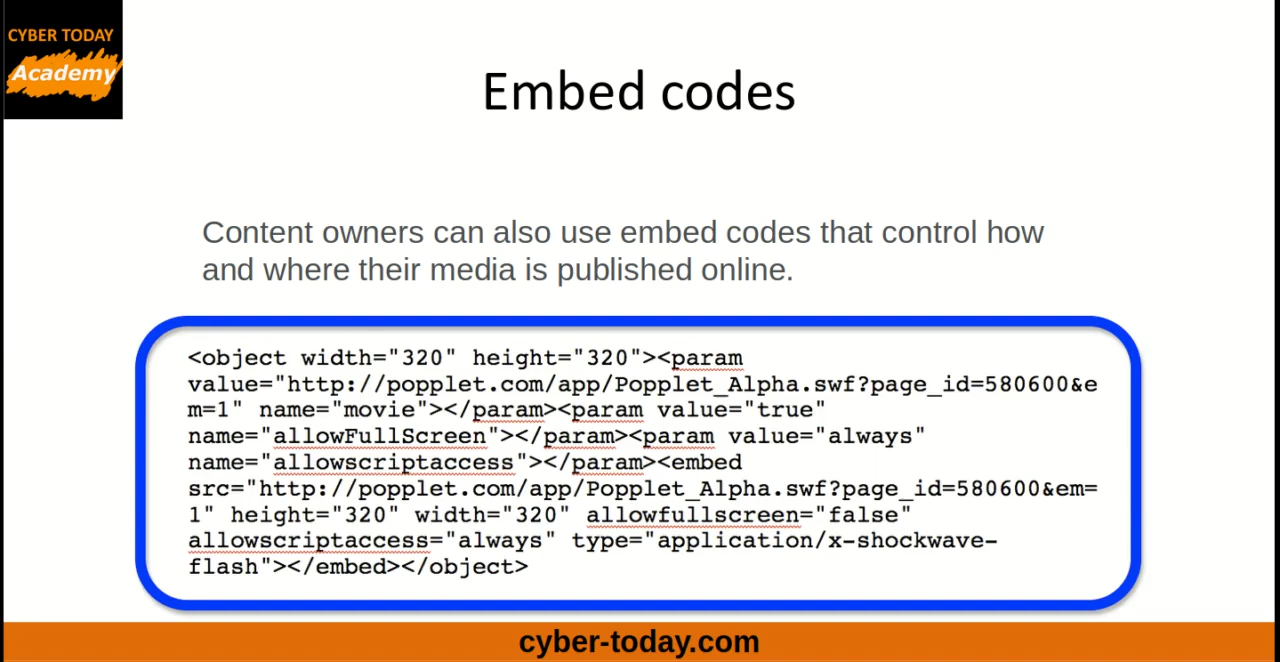 CYBER TODAY
Academy
Embed codes
Content owners can also use embed codes that control how
and where their media is published online.
<object width="320" height="320"><param
value="http://popplet.com/app/Popplet_Alpha.swf?page_id=580600&e
m=1" name="movie"></param><param value="true"
name="allowFullScreen"></param><param value="always"
name="allowscriptaccess"></param><embed
src="http://popplet.com/app/Popplet_Alpha.swf?page_id=580600&em=
1" height="320" width="320" allowfullscreen="false"
allowscriptaccess="always" type="application/x-shockwave-
flash"></embed></object>
cyber-today.com